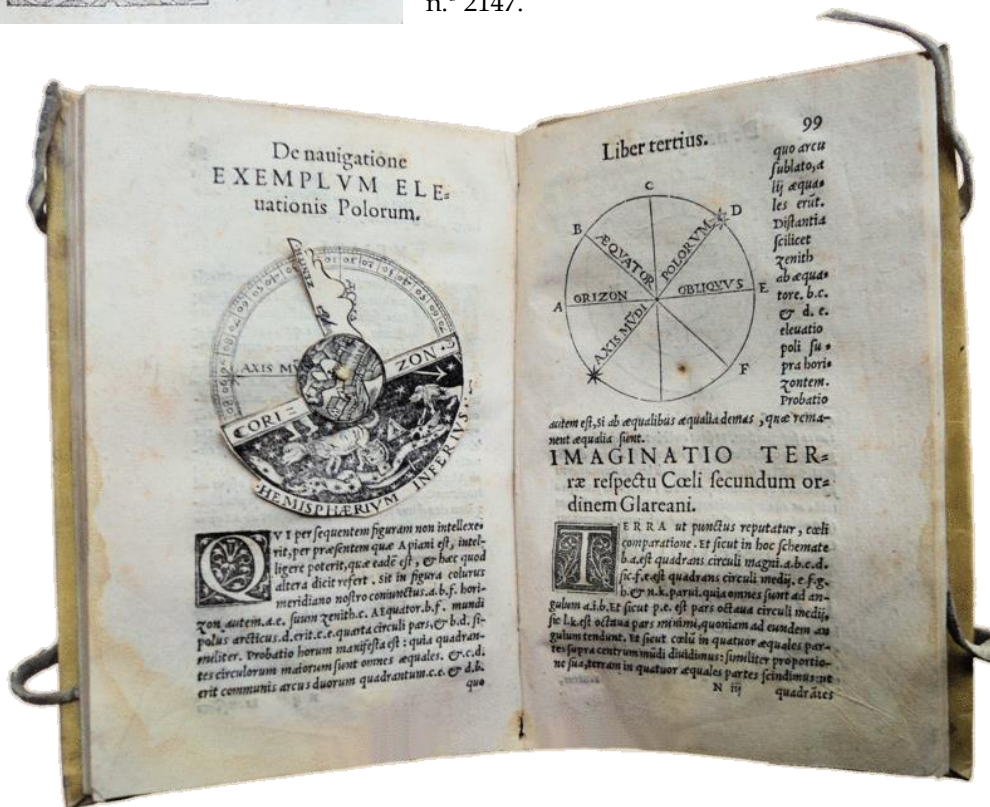 n.º 2147.
De nauigatione
EXEMPLVM ELE=
uationis Polorum.
ZENITH
AXIS MV
CORI=
ZON.
HEMISPHÆRIVM INFERIVS.
QVI per sequentem figuram non intellexe-
rit, per præsentem quæ Apiani est, intel-
ligere poterit, quæ eadē est, & hæc quod
altera dicit refert. sit in figura colurus
meridiano nostro coniunctus.a.b.f. hori-
zon autem.a.e. suum zenith.c. AEquator.b.f. mundi
polus arcticus.d.erit.c.e.quarta circuli pars,& b.d. si-
militer. Probatio horum manifesta est: quia quadran-
tes circulorum maiorum sunt omnes æquales. &.c.d.
erit communis arcus duorum quadrantum.c.e. & d.b.
quo
Liber tertius.
99
C
D
B
ÆQVATOR
POLORVM
A
ORIZON
OBLIQVVS
E
AXIS MŪDI
F
quo arcu
sublato,a
lij æqua=
les erūt.
Distantia
scilicet
zenith
ab æqua=
tore. b.c.
& d. e.
eleuatio
poli su =
pra hori=
zontem.
Probatio
autem est,si ab æqualibus æqualia demas, quæ rema-
nent æqualia sunt.
IMAGINATIO TER=
ræ respectu Cœli secundum or=
dinem Glareani.
TERRA ut punctus reputatur, cœli
comparatione. Et sicut in hoc schemate
b.a.est quadrans circuli magni.a.b.c.d.
sic.f.e.est quadrans circuli medij. e.f.g.
b.& n.k. parui.quia omnes sunt ad an-
gulum a.i.b.Et sicut p.e. est pars octaua circuli medij,
sic l.k.est octaua pars minimi,quoniam ad eundem an
gulum tendunt. Et sicut cœlū in quatuor æquales par-
tes supra centrum mūdi diuidimus: similiter proportio-
ne sua,terram in quatuor æquales partes scindimus:ut
N iij
quadrātes